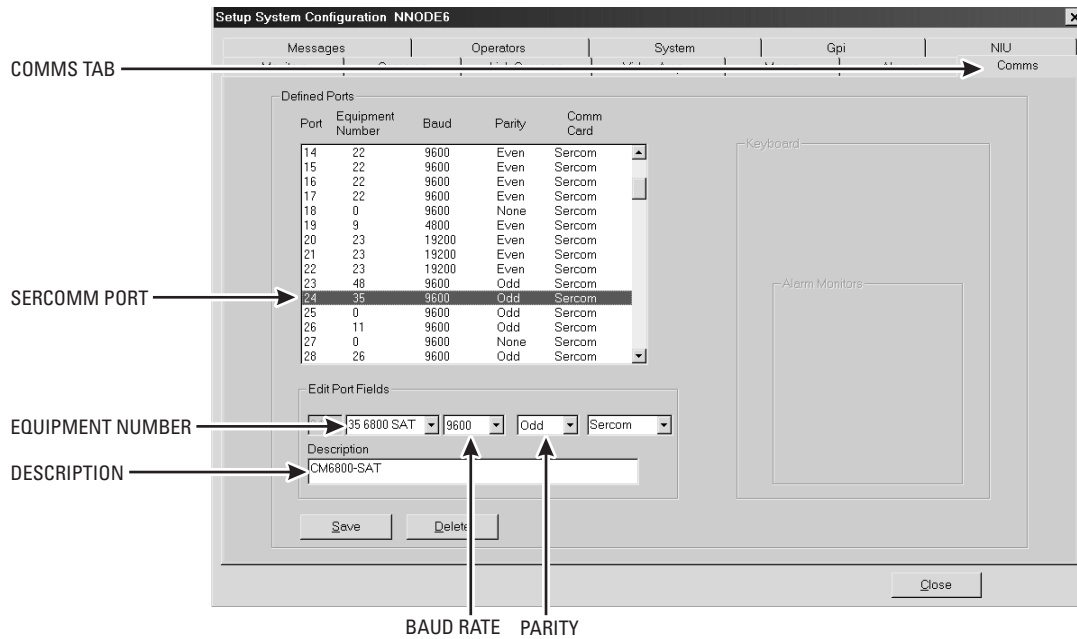 Setup System Configuration NNODE6
Messages Operators System Gpi NIU
COMMS TAB
Comms
Defined Ports
Port Equipment Number Baud Parity Comm Card
14 22 9600 Even Sercom
15 22 9600 Even Sercom
16 22 9600 Even Sercom
17 22 9600 Even Sercom
18 0 9600 None Sercom
19 9 4800 Even Sercom
20 23 19200 Even Sercom
21 23 19200 Even Sercom
22 23 19200 Even Sercom
23 48 9600 Odd Sercom
24 35 9600 Odd Sercom
25 0 9600 Odd Sercom
26 11 9600 Odd Sercom
27 0 9600 None Sercom
28 26 9600 Odd Sercom
Keyboard
Alarm Monitors
SERCOMM PORT
Edit Port Fields
EQUIPMENT NUMBER
35 6800 SAT 9600 Odd Sercom
Description
DESCRIPTION
CM6800-SAT
Save Delete
Close
BAUD RATE PARITY